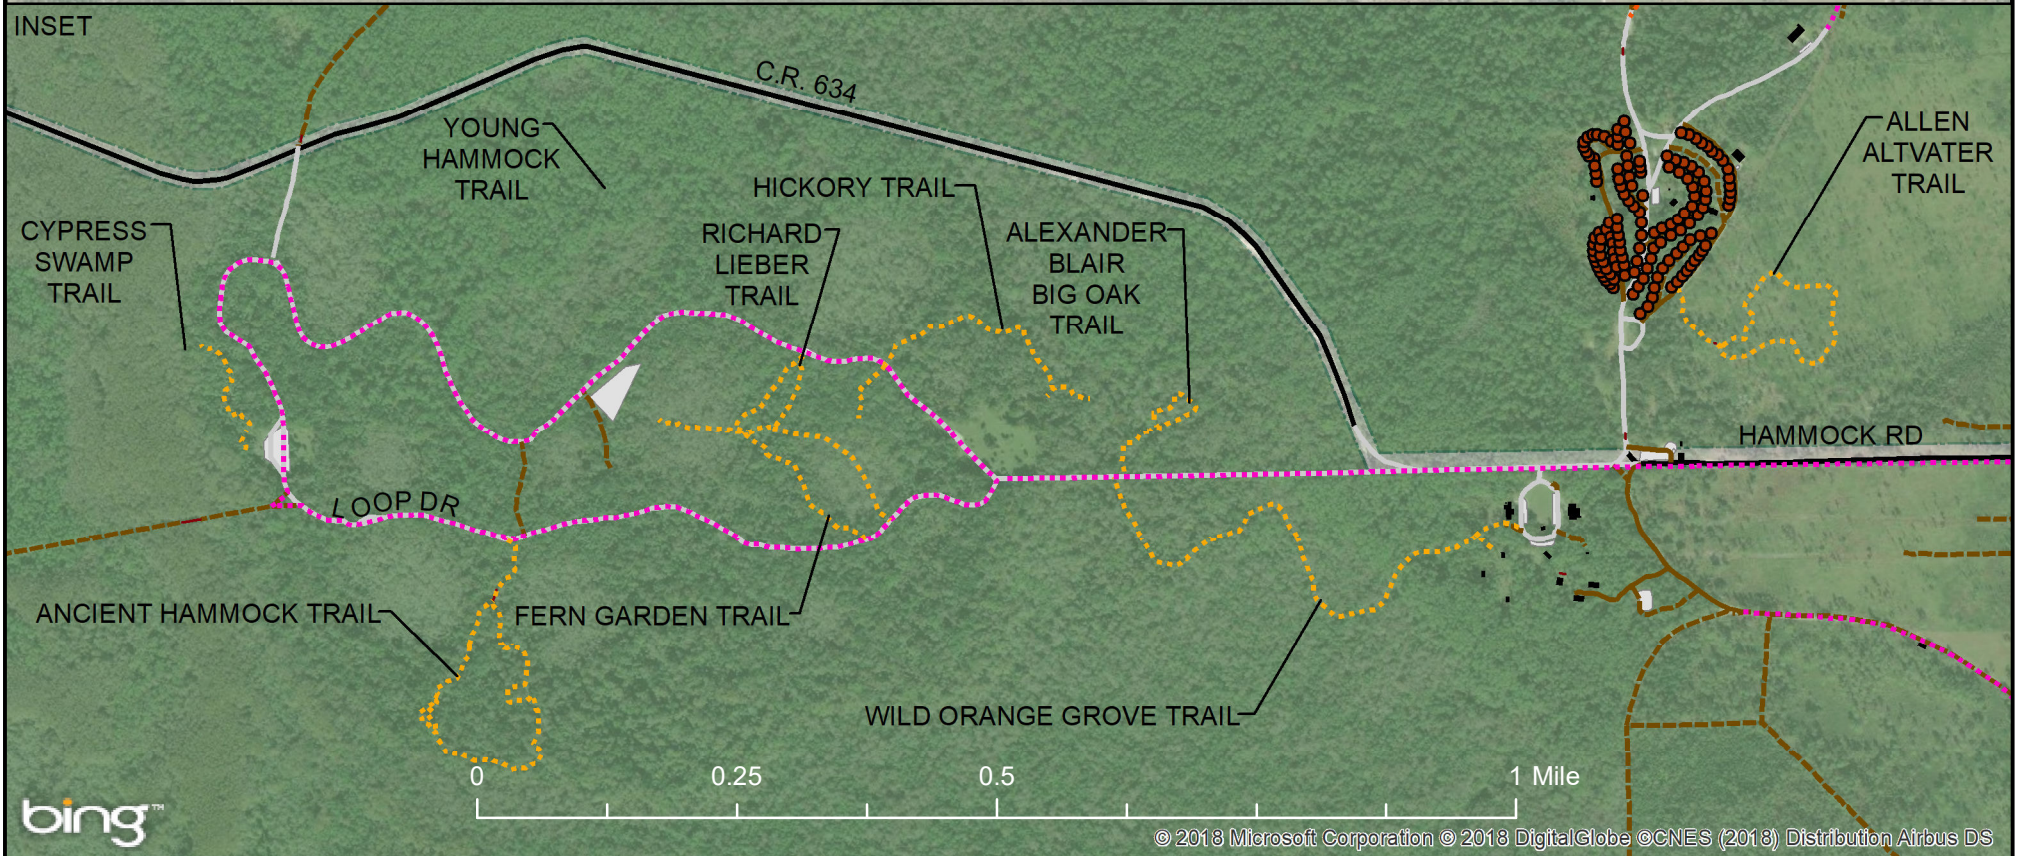 INSET
C.R. 634
YOUNG
HAMMOCK
TRAIL
ALLEN
ALTVATER
TRAIL
HICKORY TRAIL
CYPRESS
SWAMP
TRAIL
RICHARD
LIEBER
TRAIL
ALEXANDER
BLAIR
BIG OAK
TRAIL
HAMMOCK RD
LOOP DR
ANCIENT HAMMOCK TRAIL
FERN GARDEN TRAIL
WILD ORANGE GROVE TRAIL
0 0.25 0.5 1 Mile
bing™
© 2018 Microsoft Corporation © 2018 DigitalGlobe ©CNES (2018) Distribution Airbus DS